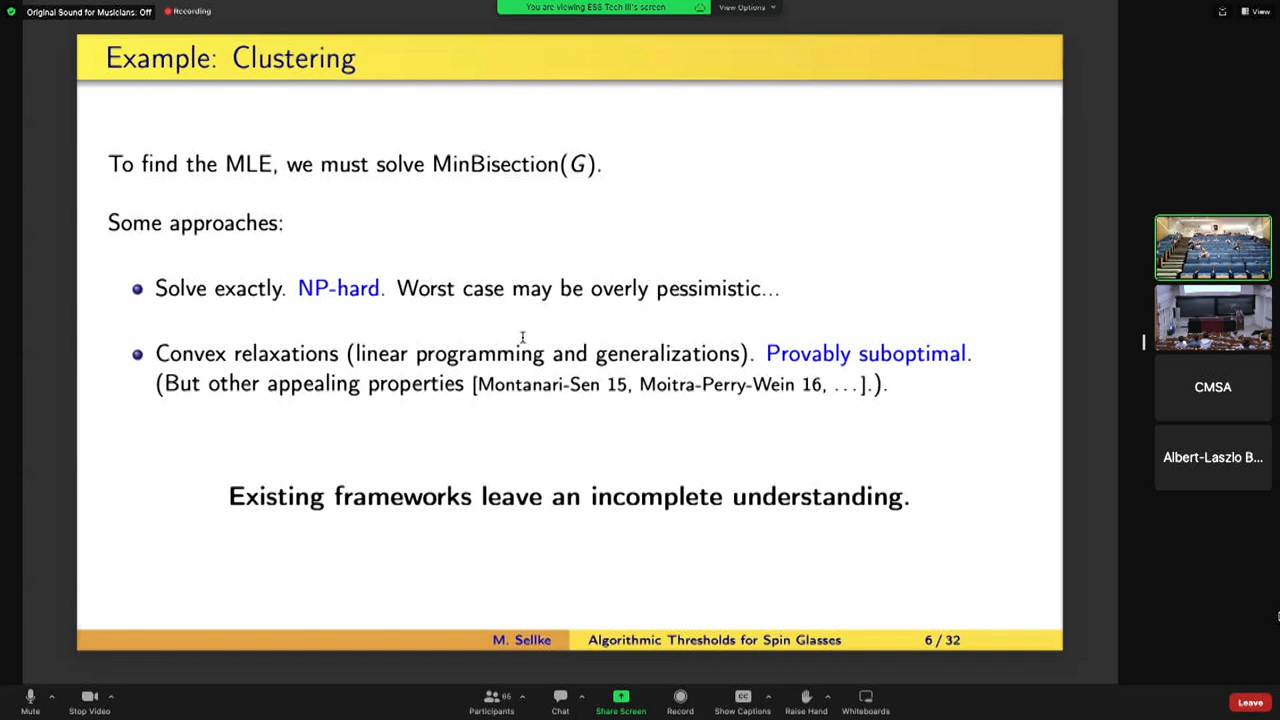 Original Sound for Musicians: Off
Recording
You are viewing ESS Tech III's screen
View Options
View
Example: Clustering
To find the MLE, we must solve MinBisection(G).
Some approaches:
Solve exactly. NP-hard. Worst case may be overly pessimistic...
Convex relaxations (linear programming and generalizations). Provably suboptimal.
(But other appealing properties [Montanari-Sen 15, Moitra-Perry-Wein 16, ...].).
Existing frameworks leave an incomplete understanding.
M. Sellke
Algorithmic Thresholds for Spin Glasses
6 / 32
CMSA
Albert-Laszlo B...
Mute
Stop Video
65
Participants
Chat
Share Screen
Record
CC
Show Captions
Raise Hand
Whiteboards
Leave